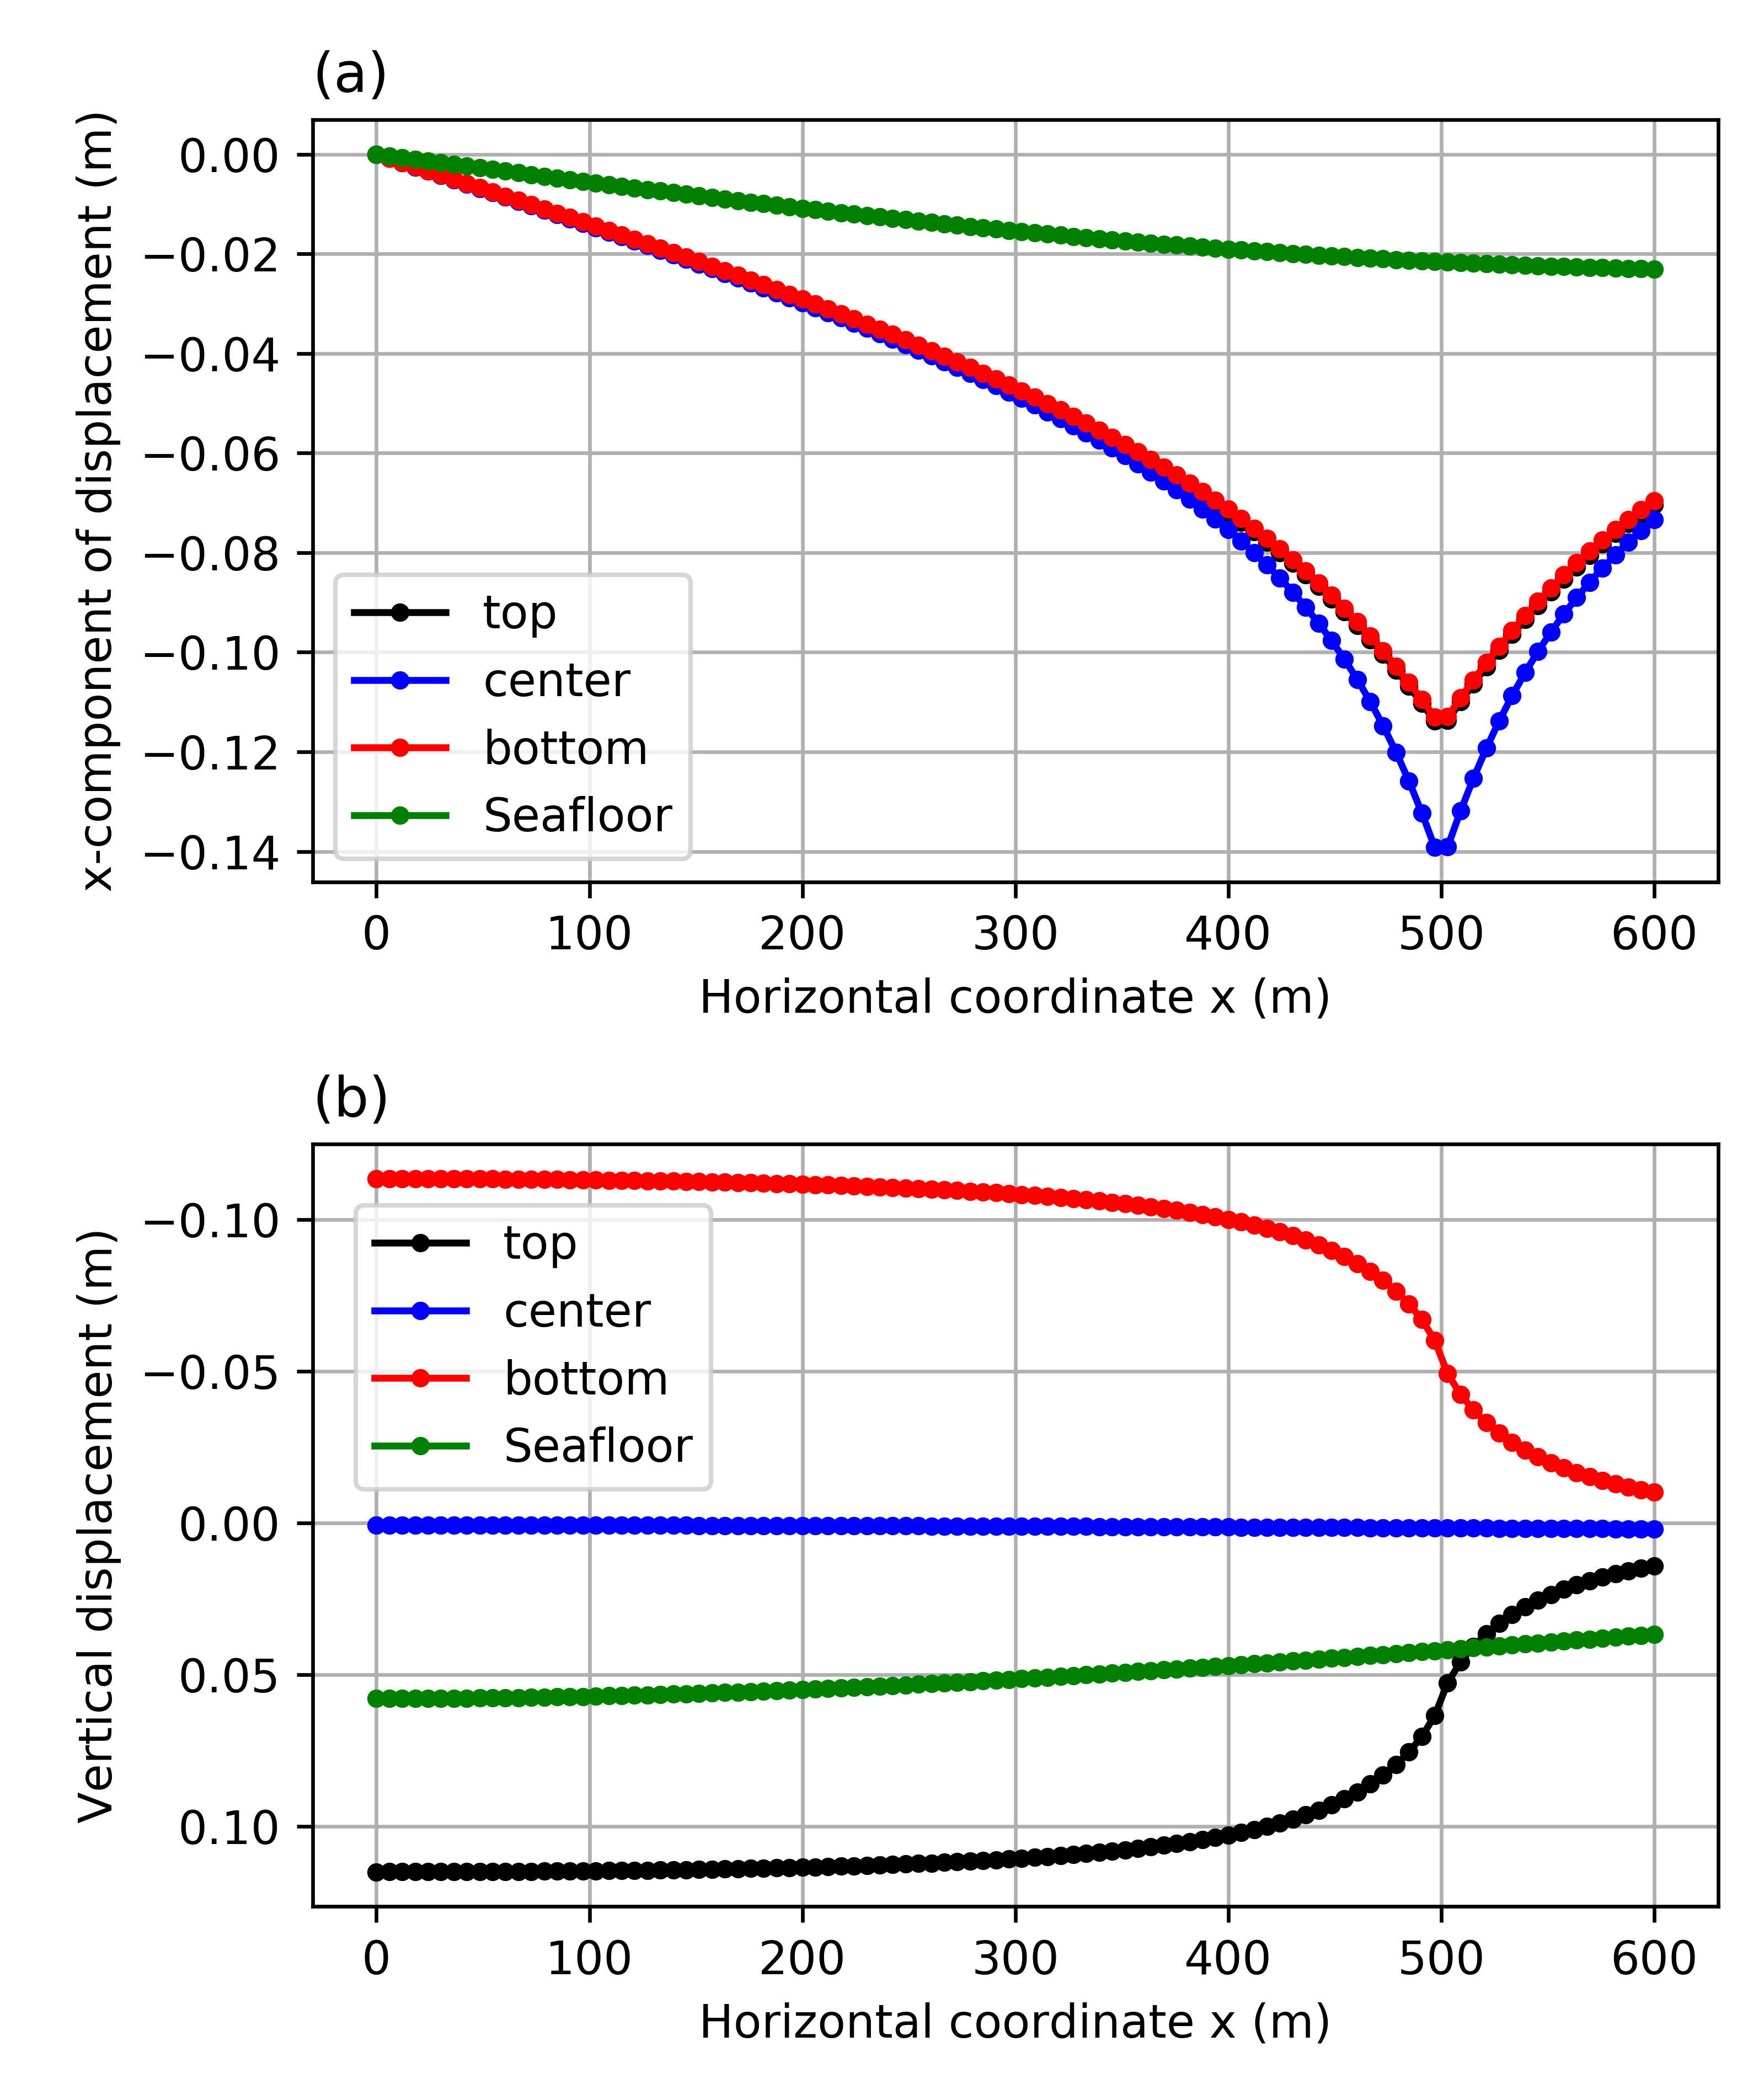 (a)
x-component of displacement (m)
0.00
−0.02
−0.04
−0.06
−0.08
−0.10
−0.12
−0.14
top
center
bottom
Seafloor
0 100 200 300 400 500 600
Horizontal coordinate x (m)
(b)
Vertical displacement (m)
−0.10
−0.05
0.00
0.05
0.10
top
center
bottom
Seafloor
0 100 200 300 400 500 600
Horizontal coordinate x (m)